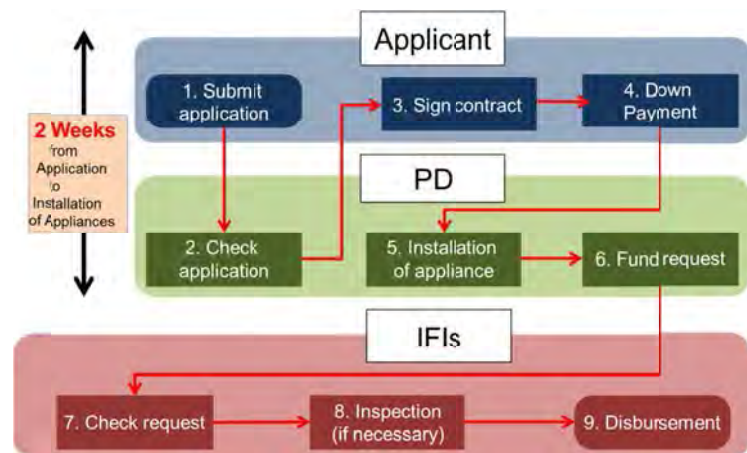 Applicant
1. Submit
application
3. Sign contract
4. Down
Payment
2 Weeks
from
Application
to
Installation
of Appliances
PD
2. Check
application
5. Installation
of appliance
6. Fund request
IFIs
7. Check request
8. Inspection
(if necessary)
9. Disbursement